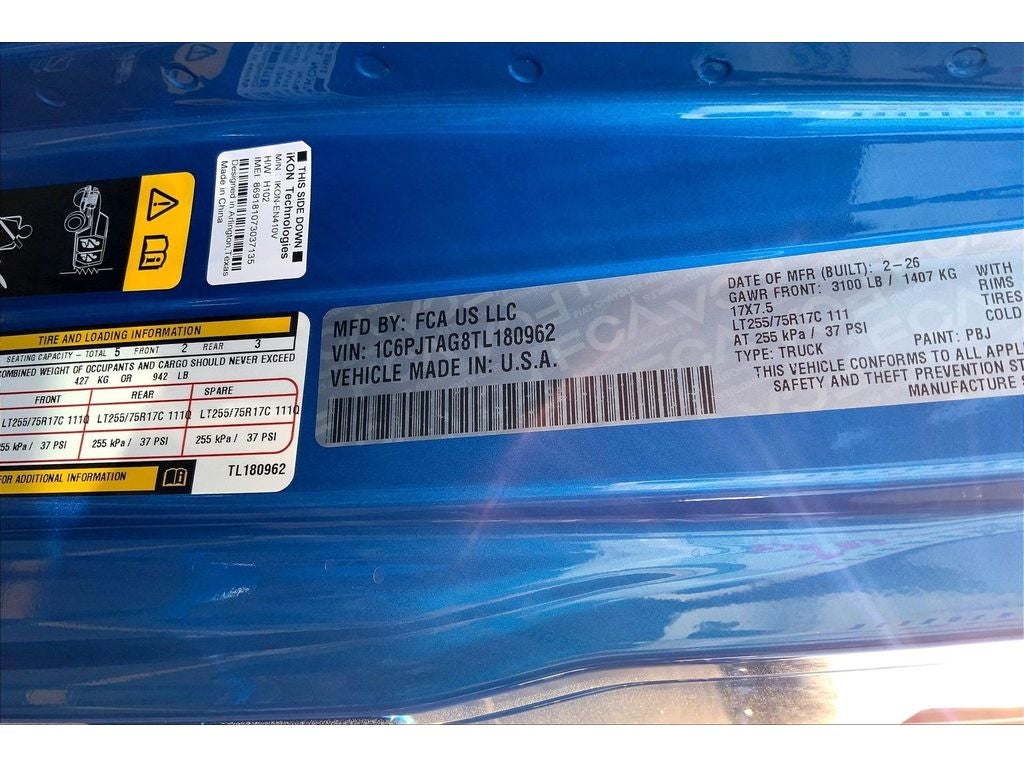 THIS SIDE DOWN
iKON Technologies
M/N : IKON-EN410V
H/W : H102
IMEI: 869181073037135
Designed in Arlington,Texas
Made in China
TIRE AND LOADING INFORMATION
SEATING CAPACITY - TOTAL 5 FRONT 2 REAR 3
COMBINED WEIGHT OF OCCUPANTS AND CARGO SHOULD NEVER EXCEED
427 KG OR 942 LB
FRONT REAR SPARE
LT255/75R17C 111Q LT255/75R17C 111Q LT255/75R17C 111Q
255 kPa / 37 PSI 255 kPa / 37 PSI 255 kPa / 37 PSI
TL180962
FOR ADDITIONAL INFORMATION
MFD BY: FCA US LLC
VIN: 1C6PJTAG8TL180962
VEHICLE MADE IN: U.S.A.
DATE OF MFR (BUILT): 2-26
GAWR FRONT: 3100 LB / 1407 KG WITH
17X7.5 RIMS
LT255/75R17C 111 TIRES
AT 255 kPa / 37 PSI COLD
TYPE: TRUCK PAINT: PBJ
THIS VEHICLE CONFORMS TO ALL APPL
SAFETY AND THEFT PREVENTION ST
MANUFACTURE S